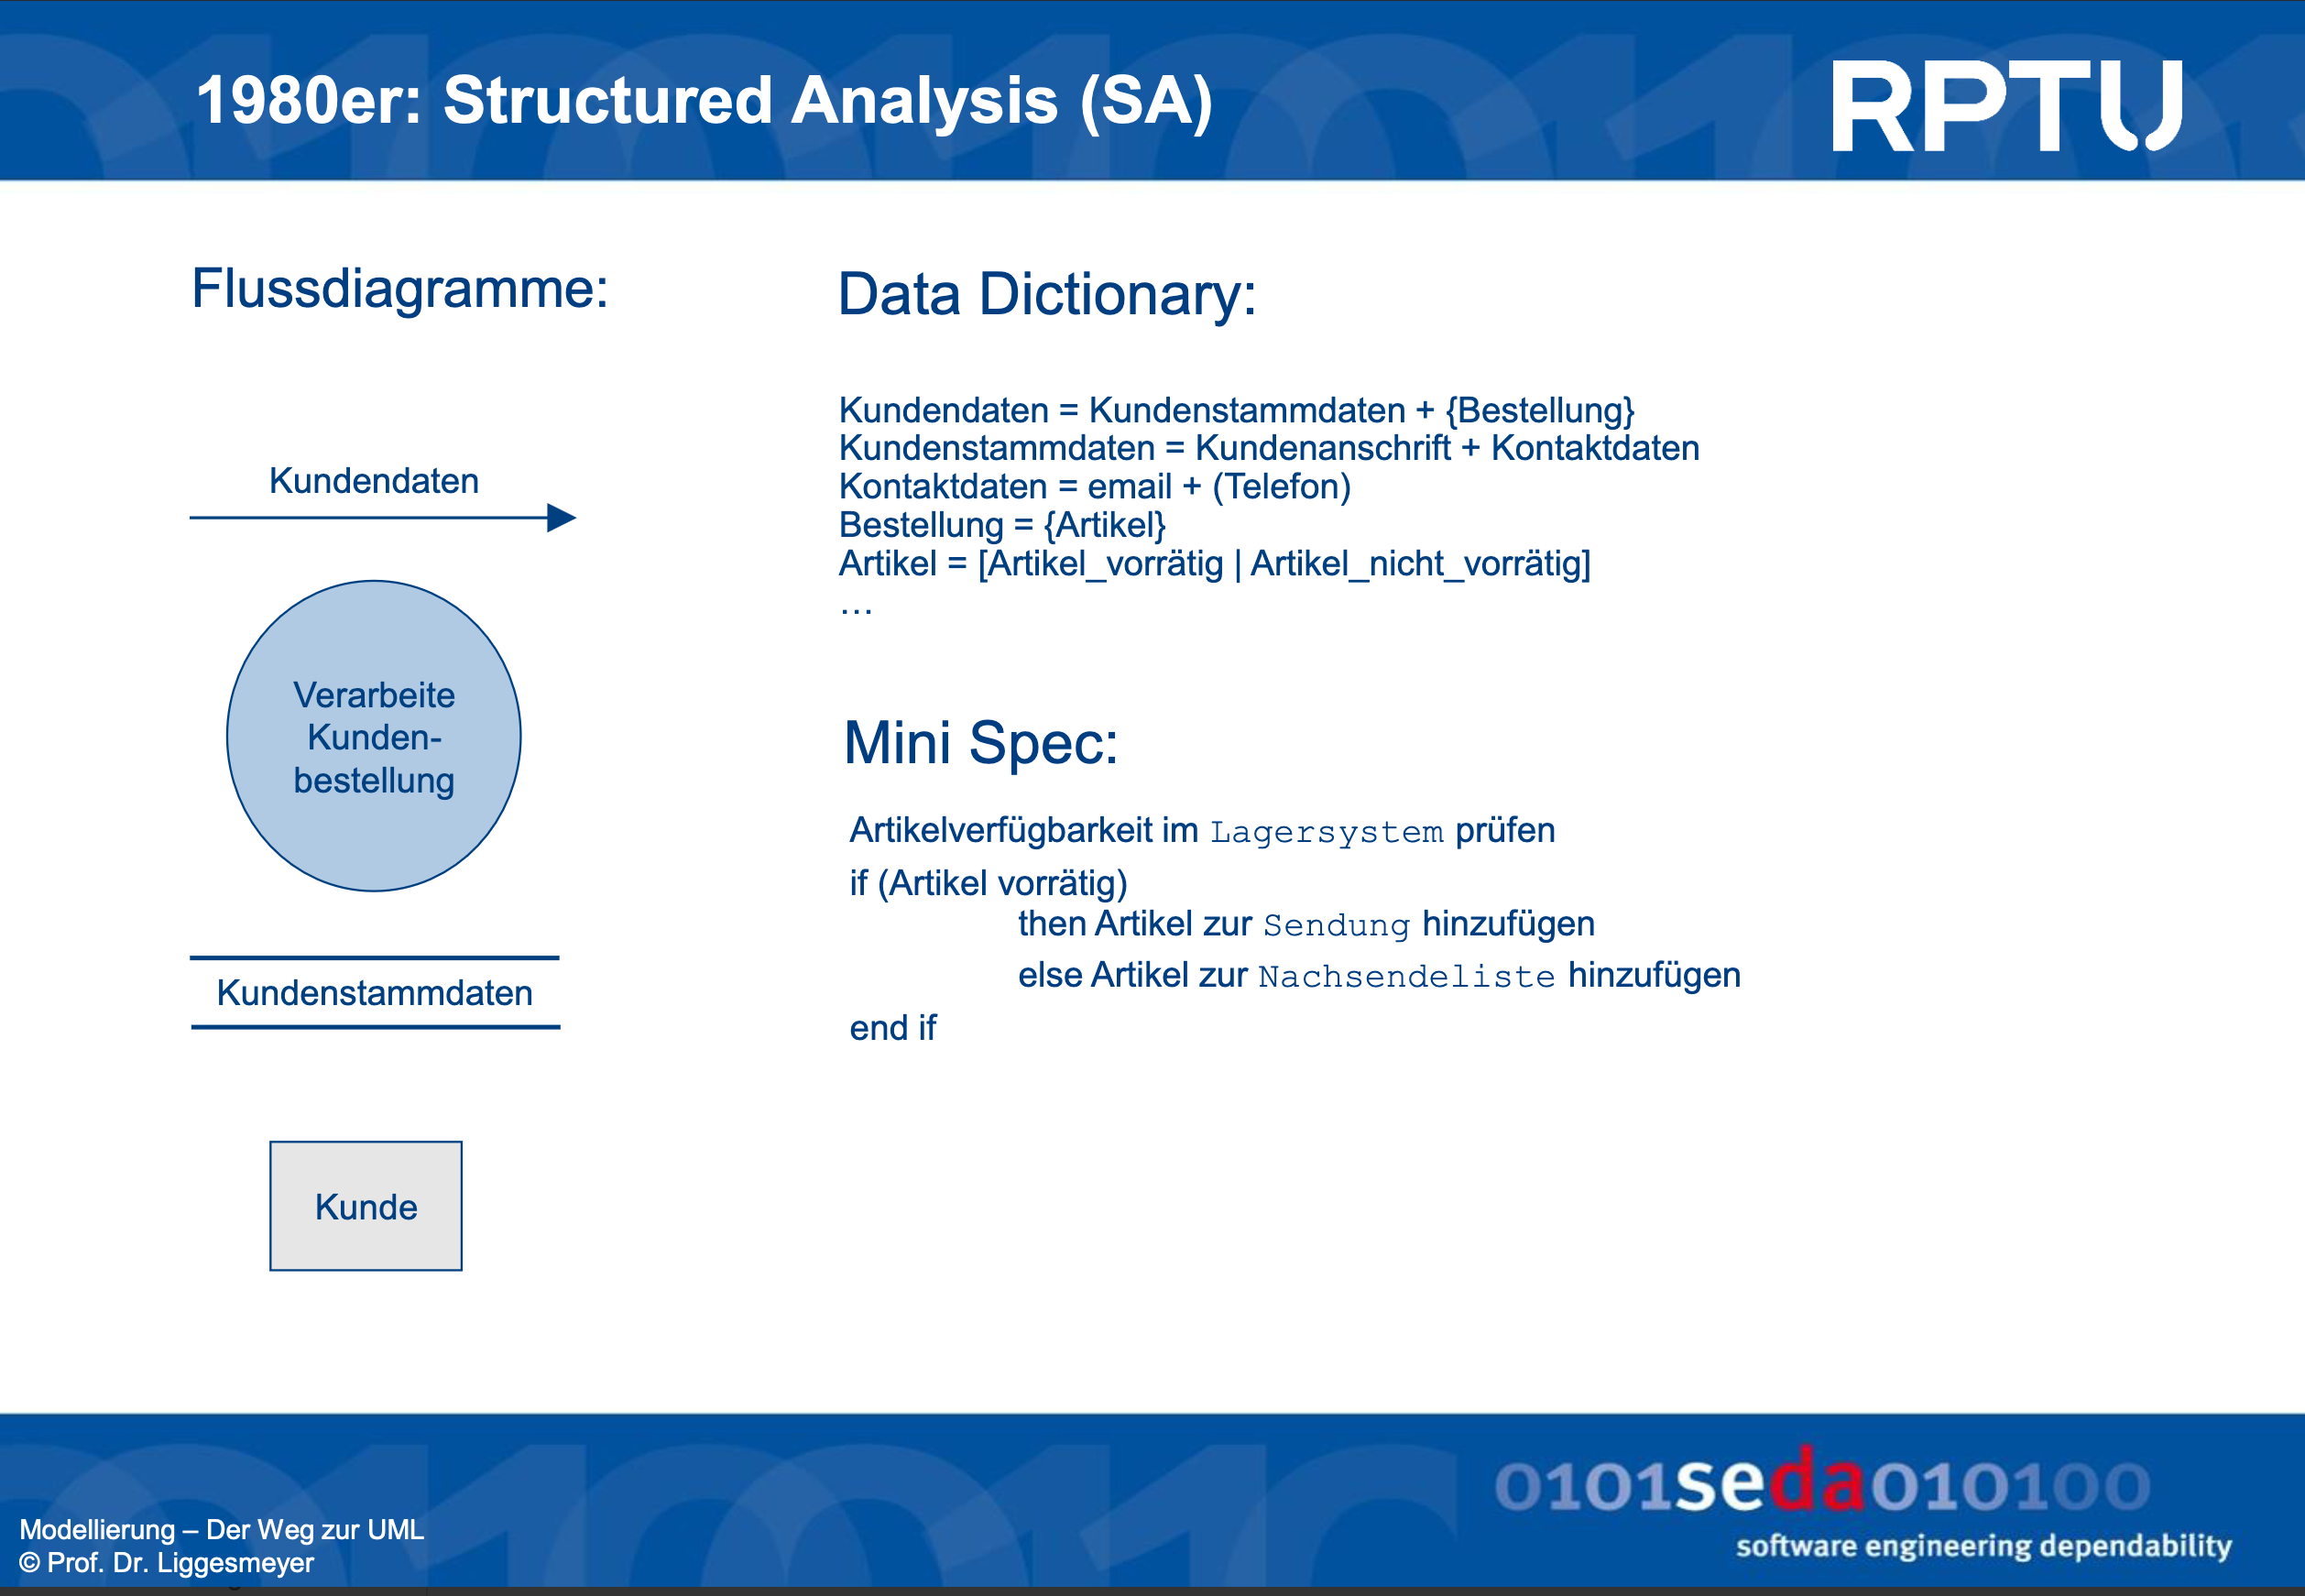 1980er: Structured Analysis (SA)
RPTU
Flussdiagramme:
Kundendaten
Verarbeite
Kunden-
bestellung
Kundenstammdaten
Kunde
Data Dictionary:
Kundendaten = Kundenstammdaten + {Bestellung}
Kundenstammdaten = Kundenanschrift + Kontaktdaten
Kontaktdaten = email + (Telefon)
Bestellung = {Artikel}
Artikel = [Artikel_vorrätig | Artikel_nicht_vorrätig]
…
Mini Spec:
Artikelverfügbarkeit im Lagersystem prüfen
if (Artikel vorrätig)
then Artikel zur Sendung hinzufügen
else Artikel zur Nachsendeliste hinzufügen
end if
Modellierung – Der Weg zur UML
© Prof. Dr. Liggesmeyer
0101seda010100
software engineering dependability